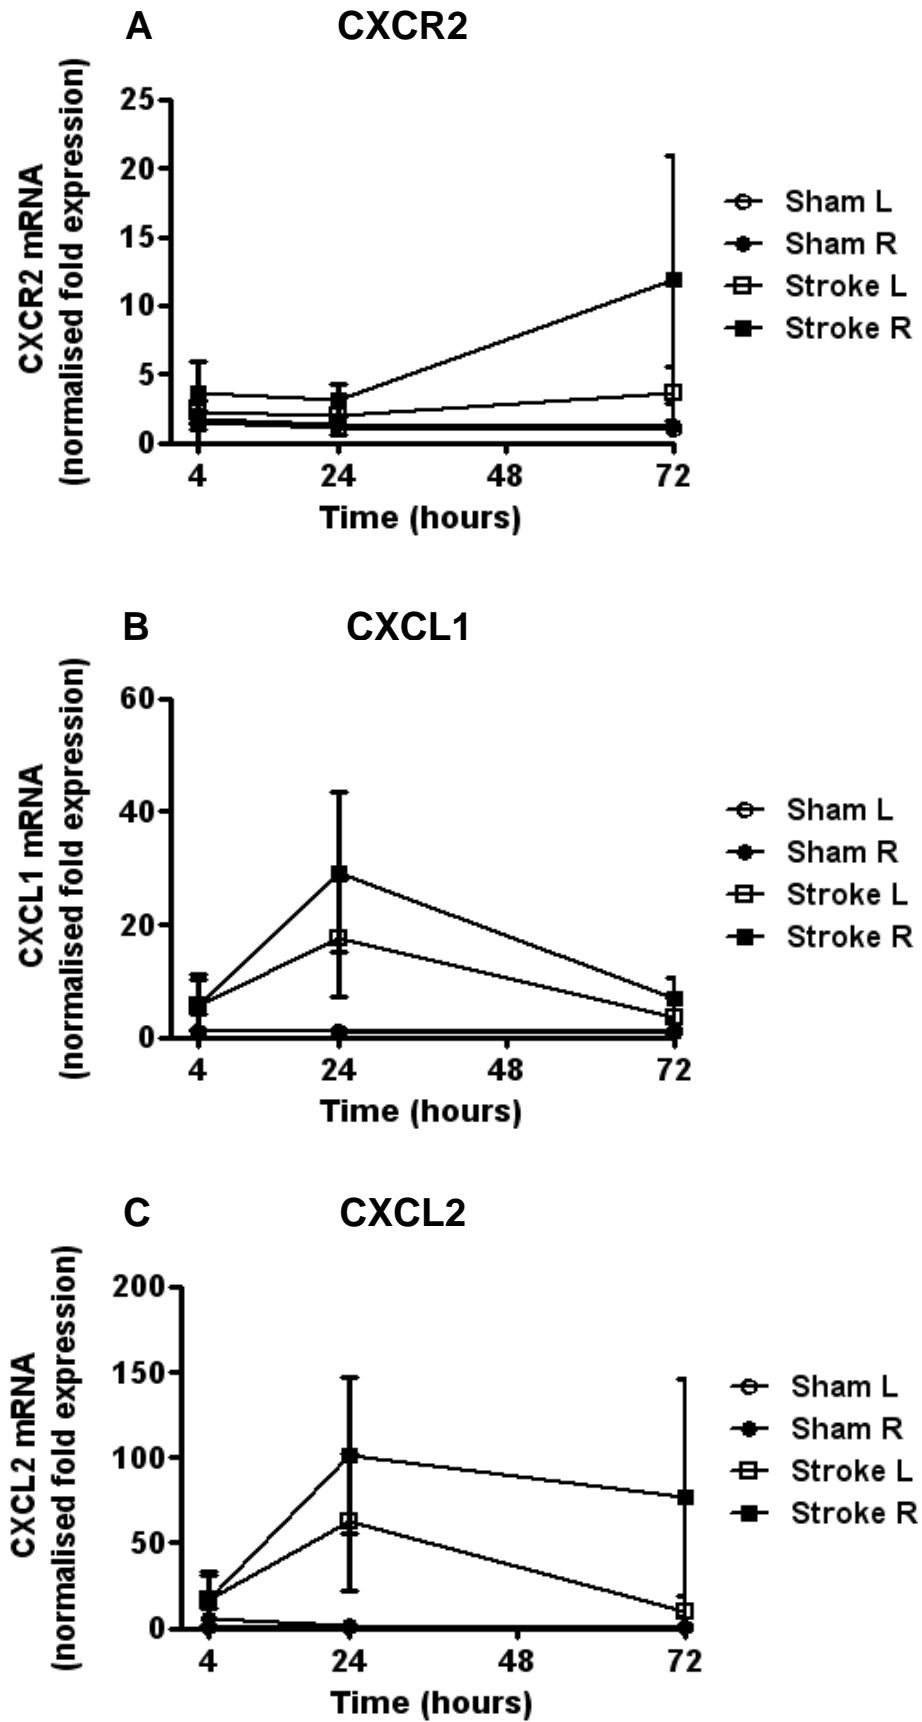 A CXCR2
CXCR2 mRNA
(normalised fold expression)
25
20
15
10
5
0
4 24 48 72
Time (hours)
Sham L
Sham R
Stroke L
Stroke R
B CXCL1
CXCL1 mRNA
(normalised fold expression)
60
40
20
0
4 24 48 72
Time (hours)
Sham L
Sham R
Stroke L
Stroke R
C CXCL2
CXCL2 mRNA
(normalised fold expression)
200
150
100
50
0
4 24 48 72
Time (hours)
Sham L
Sham R
Stroke L
Stroke R